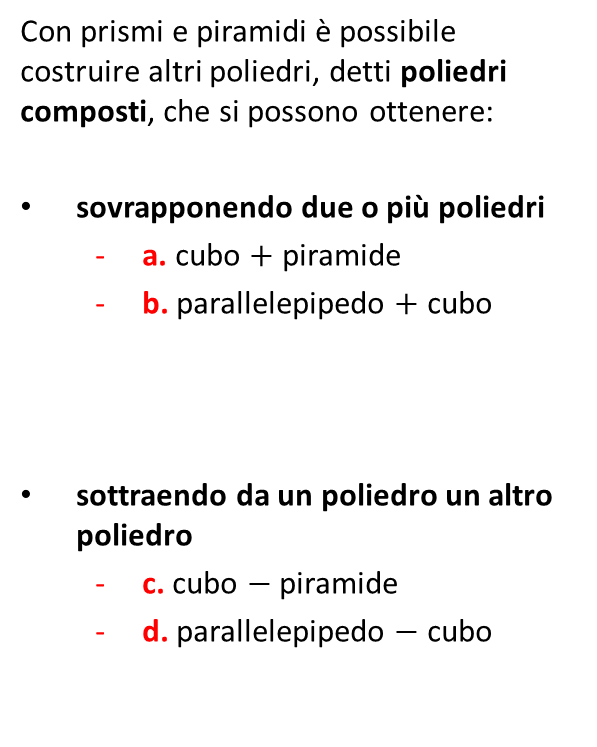 Con prismi e piramidi è possibile
costruire altri poliedri, detti poliedri
composti, che si possono ottenere:
• sovrapponendo due o più poliedri
- a. cubo + piramide
- b. parallelepipedo + cubo
• sottraendo da un poliedro un altro
poliedro
- c. cubo − piramide
- d. parallelepipedo − cubo